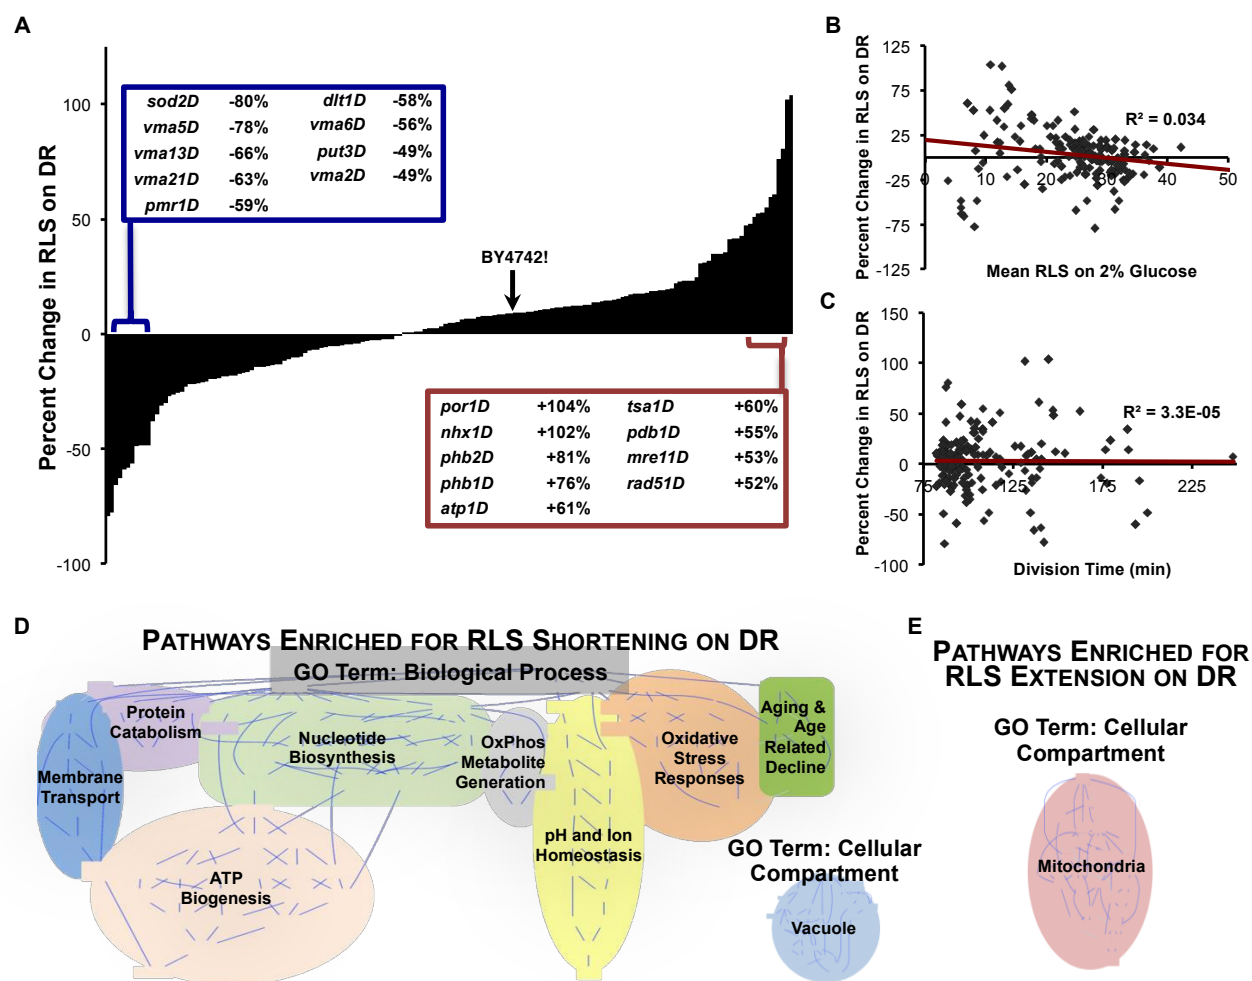 A
Percent Change in RLS on DR
100
50
0
-50
-100
sod2D -80% dlt1D -58%
vma5D -78% vma6D -56%
vma13D -66% put3D -49%
vma21D -63% vma2D -49%
pmr1D -59%
BY4742!
por1D +104% tsa1D +60%
nhx1D +102% pdb1D +55%
phb2D +81% mre11D +53%
phb1D +76% rad51D +52%
atp1D +61%
B
Percent Change in RLS on DR
125
75
25
-25
-75
-125
0 10 20 30 40 50
R² = 0.034
Mean RLS on 2% Glucose
C
Percent Change in RLS on DR
150
100
50
0
-50
-100
75 125 175 225
R² = 3.3E-05
Division Time (min)
D
PATHWAYS ENRICHED FOR RLS SHORTENING ON DR
GO Term: Biological Process
Protein
Catabolism
Membrane
Transport
Nucleotide
Biosynthesis
OxPhos
Metabolite
Generation
Oxidative
Stress
Responses
Aging &
Age
Related
Decline
ATP
Biogenesis
pH and Ion
Homeostasis
GO Term: Cellular
Compartment
Vacuole
E
PATHWAYS ENRICHED FOR
RLS EXTENSION ON DR
GO Term: Cellular
Compartment
Mitochondria